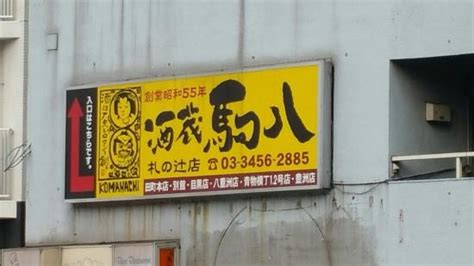 入口はこちらです。
KOMAHACHI
創業昭和55年
酒蔵 駒八
札の辻店 ☎03-3456-2885
田町本店・別館・目黒店・八重洲店・青物横丁1.2号店・豊洲店